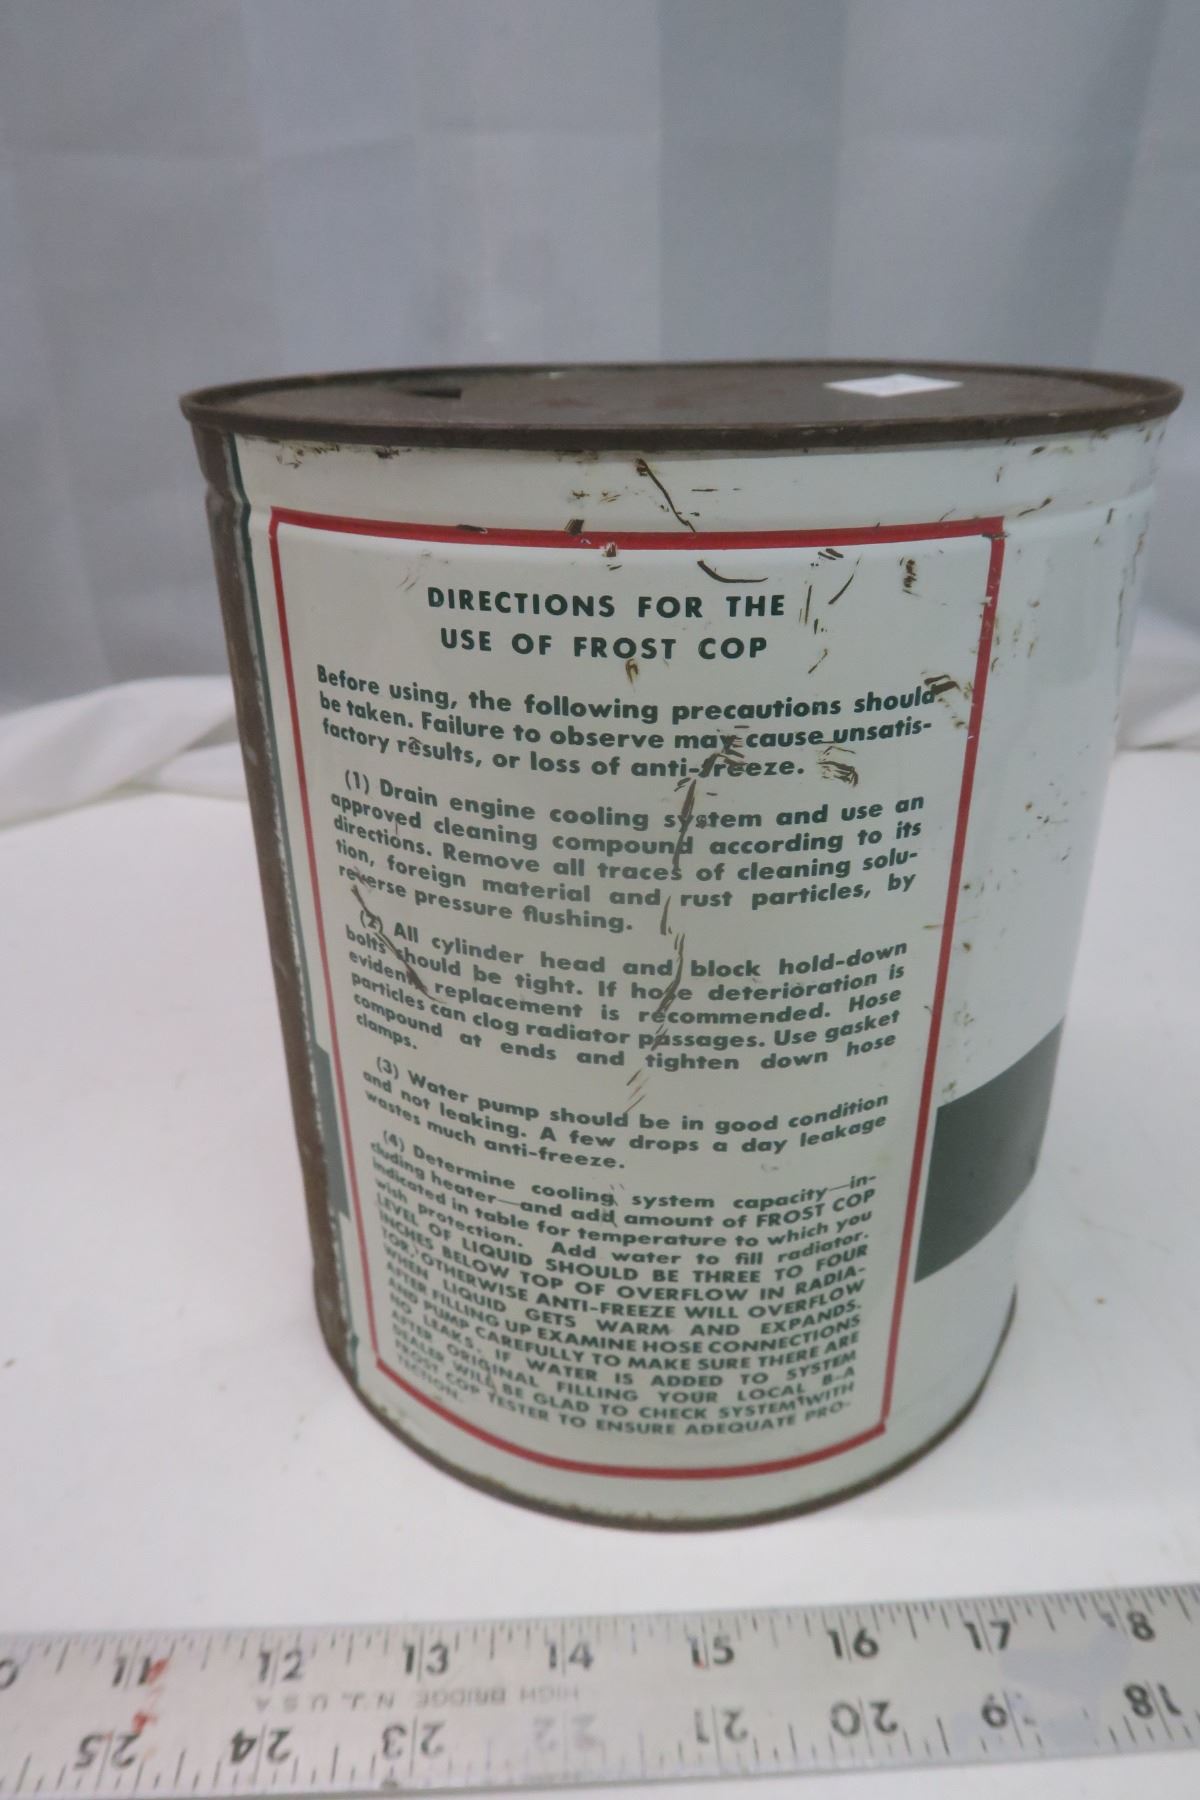 DIRECTIONS FOR THE
USE OF FROST COP
Before using, the following precautions should
be taken. Failure to observe may cause unsatis-
factory results, or loss of anti-freeze.
(1) Drain engine cooling system and use an
approved cleaning compound according to its
directions. Remove all traces of cleaning solu-
tion, foreign material and rust particles, by
reverse pressure flushing.
(2) All cylinder head and block hold-down
bolts should be tight. If hose deterioration is
evident, replacement is recommended. Hose
particles can clog radiator passages. Use gasket
compound at ends and tighten down hose
clamps.
(3) Water pump should be in good condition
and not leaking. A few drops a day leakage
wastes much anti-freeze.
(4) Determine cooling system capacity—in-
cluding heater—and add amount of FROST COP
indicated in table for temperature to which you
wish protection. Add water to fill radiator.
LEVEL OF LIQUID SHOULD BE THREE TO FOUR
INCHES BELOW TOP OF OVERFLOW IN RADIA-
TOR, OTHERWISE ANTI-FREEZE WILL OVERFLOW
WHEN LIQUID GETS WARM AND EXPANDS.
AFTER FILLING UP EXAMINE HOSE CONNECTIONS
AND PUMP CAREFULLY TO MAKE SURE THERE ARE
NO LEAKS. IF WATER IS ADDED TO SYSTEM
AFTER ORIGINAL FILLING YOUR LOCAL B-A
DEALER WILL BE GLAD TO CHECK SYSTEM WITH
FROST COP TESTER TO ENSURE ADEQUATE PRO-
TECTION.
11 12 13 14 15 16 17 18
HIGH BRIDGE N.J. U.S.A
18 19 20 21 22 23 24 25